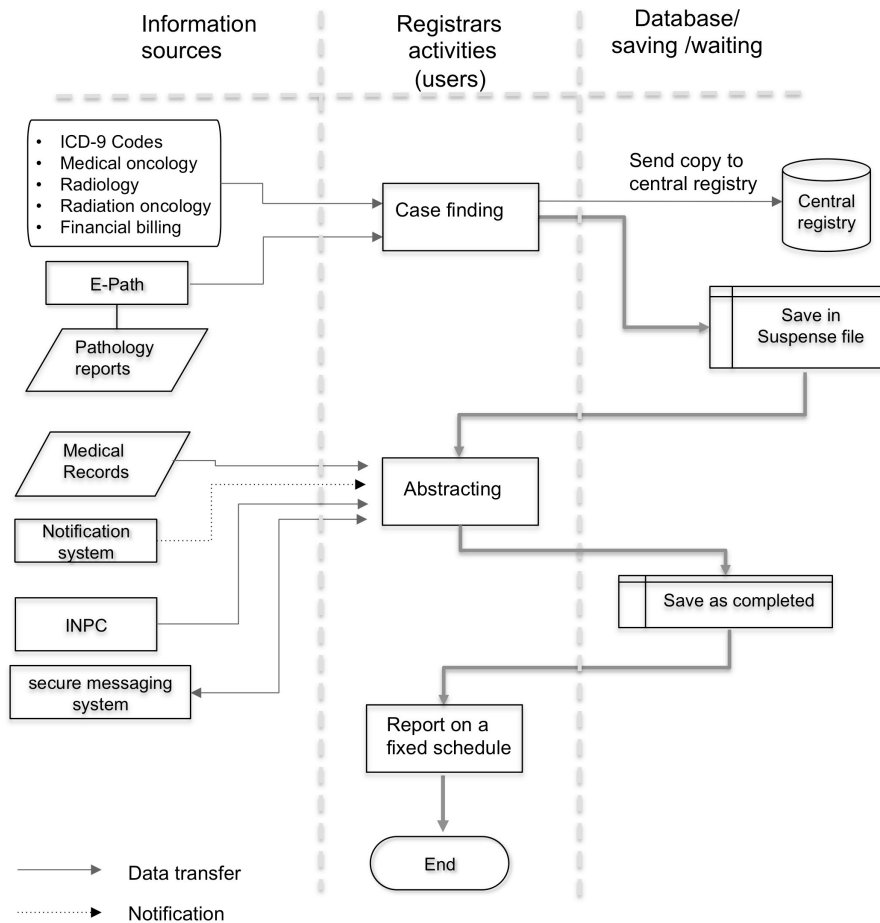 Information
sources
Registrars
activities
(users)
Database/
saving /waiting
• ICD-9 Codes
• Medical oncology
• Radiology
• Radiation oncology
• Financial billing
Case finding
Send copy to
central registry
Central
registry
E-Path
Pathology
reports
Save in
Suspense file
Medical
Records
Abstracting
Notification
system
INPC
Save as completed
secure messaging
system
Report on a
fixed schedule
End
Data transfer
Notification